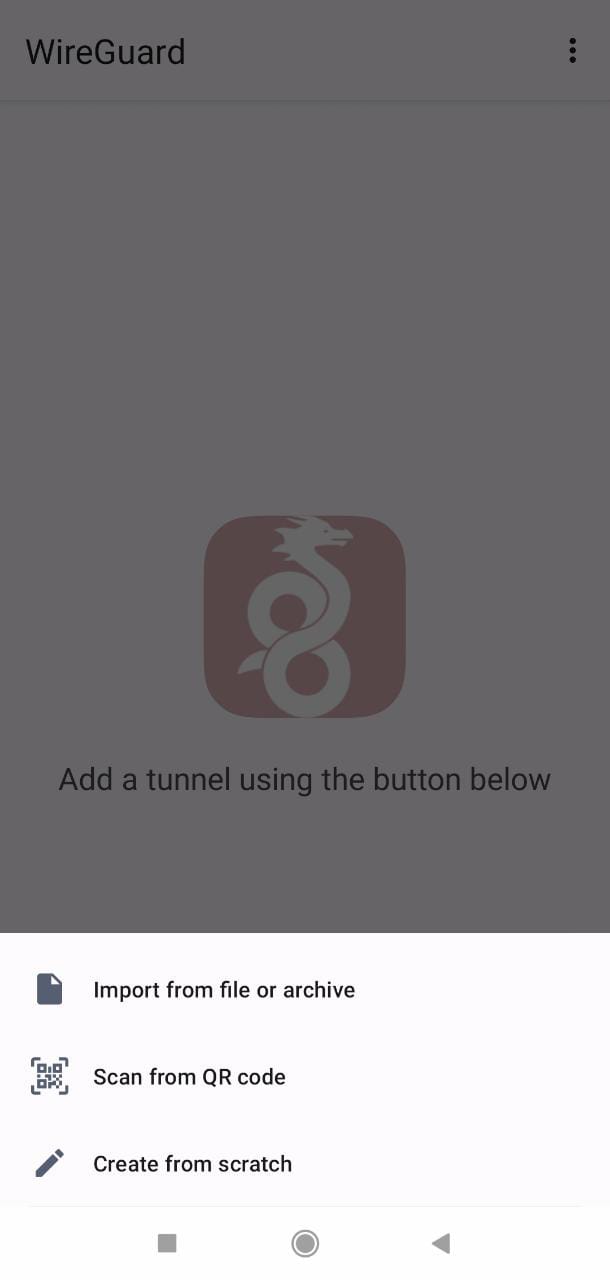 WireGuard
Add a tunnel using the button below
Import from file or archive
Scan from QR code
Create from scratch